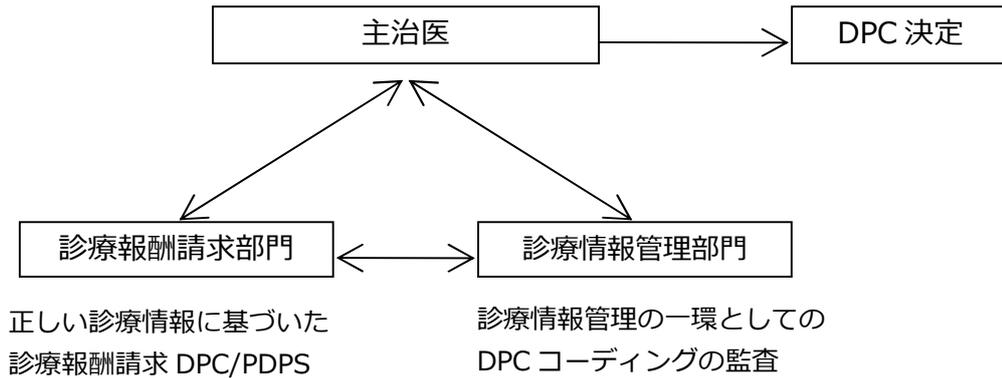 主治医
DPC 決定
診療報酬請求部門
診療情報管理部門
正しい診療情報に基づいた
診療報酬請求 DPC/PDPS
診療情報管理の一環としての
DPC コーディングの監査